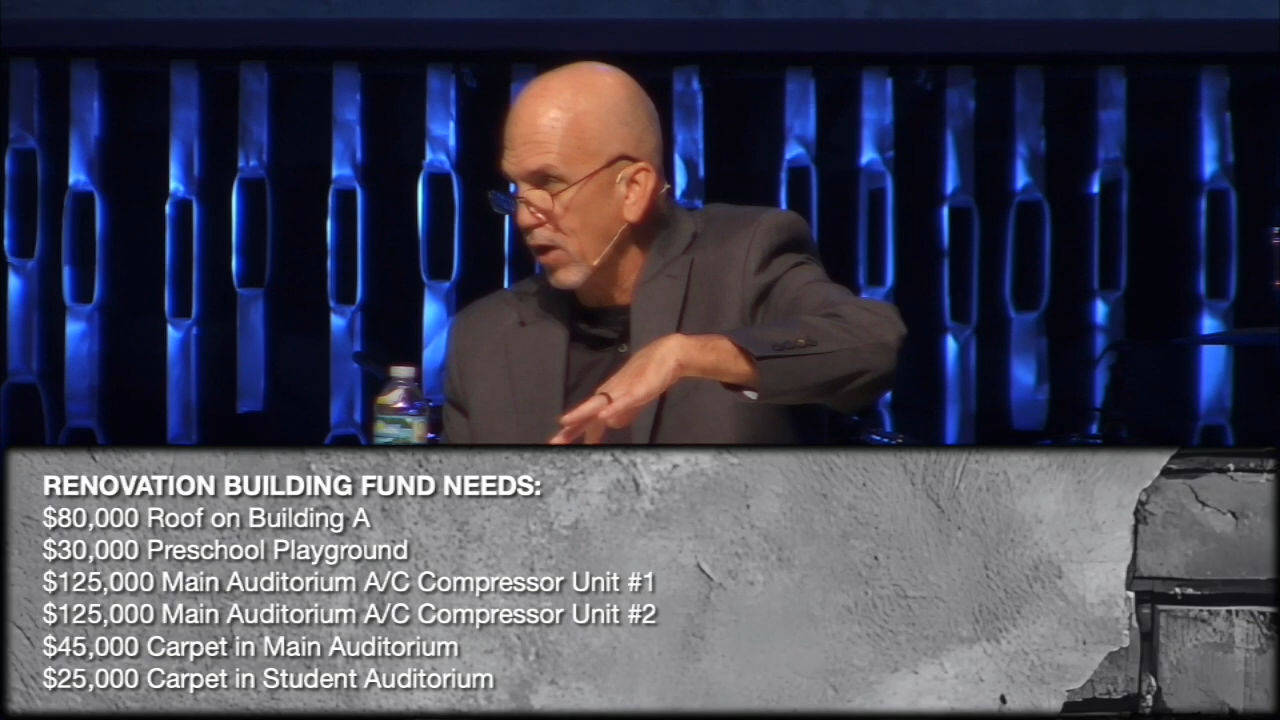 RENOVATION BUILDING FUND NEEDS:
$80,000 Roof on Building A
$30,000 Preschool Playground
$125,000 Main Auditorium A/C Compressor Unit #1
$125,000 Main Auditorium A/C Compressor Unit #2
$45,000 Carpet in Main Auditorium
$25,000 Carpet in Student Auditorium